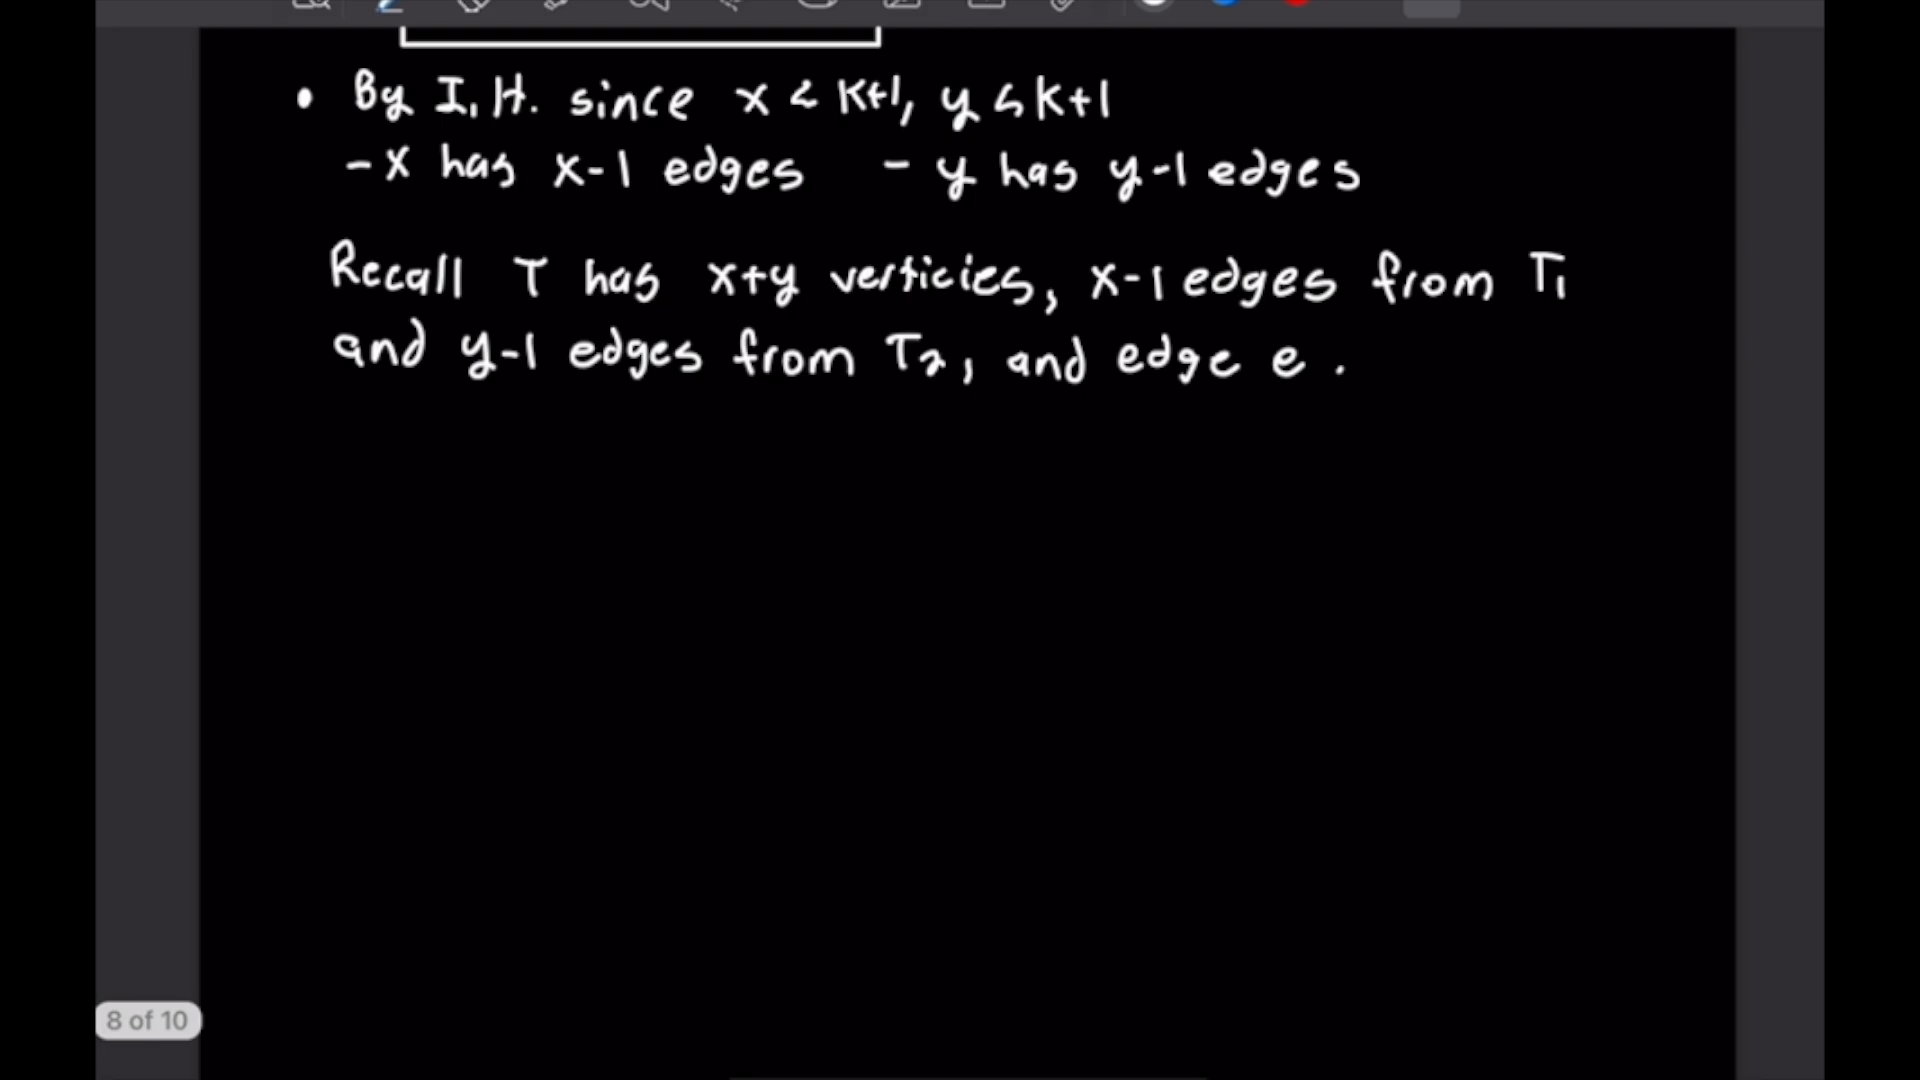 • By I.H. since x < k+1, y < k+1
- x has x-1 edges - y has y-1 edges
Recall T has x+y verticies, x-1 edges from T1
and y-1 edges from T2, and edge e.
8 of 10